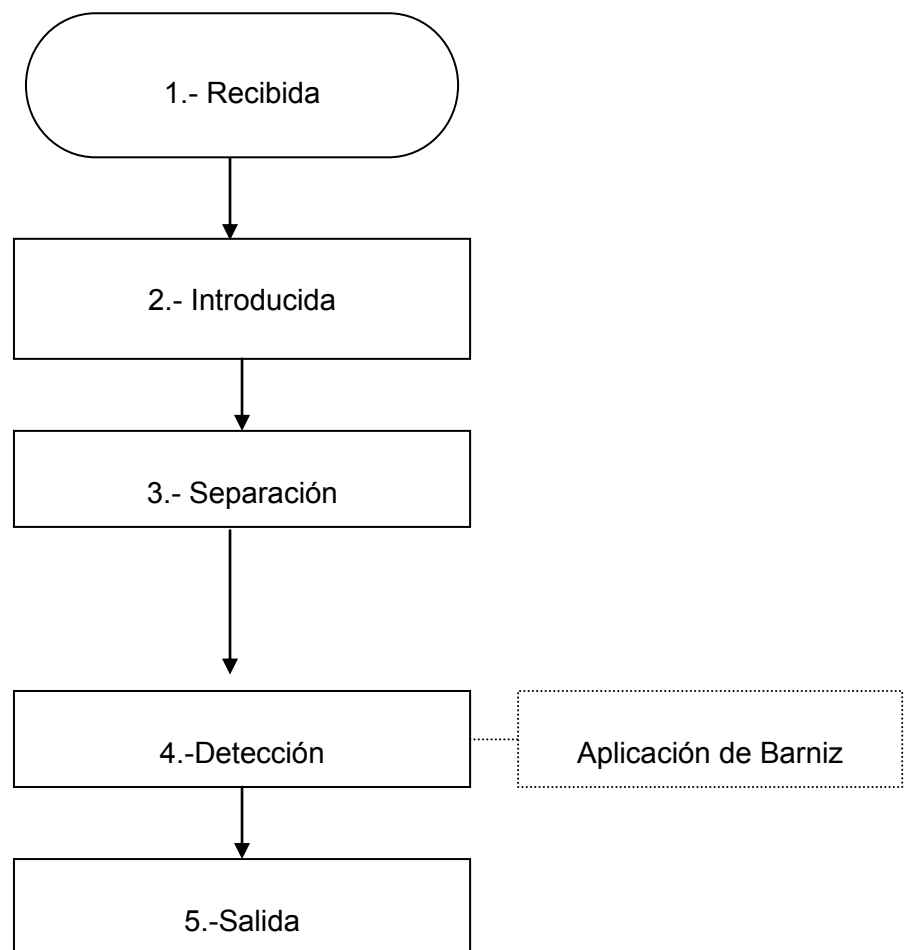 1.- Recibida
2.- Introducida
3.- Separación
4.-Detección
Aplicación de Barniz
5.-Salida